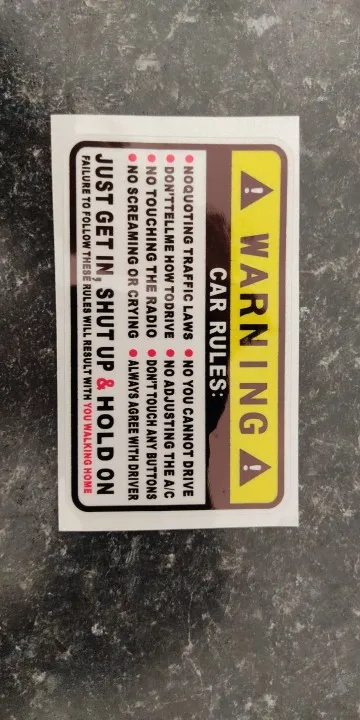 WARNING
CAR RULES:
NOQUOTING TRAFFIC LAWS
DON'TTELLME HOW TODRIVE
NO TOUCHING THE RADIO
NO SCREAMING OR CRYING
NO YOU CANNOT DRIVE
NO ADJUSTING THE A/C
DON'T TOUCH ANY BUTTONS
ALWAYS AGREE WITH DRIVER
JUST GET IN, SHUT UP & HOLD ON
FAILURE TO FOLLOW THESE RULES WILL RESULT WITH YOU WALKING HOME